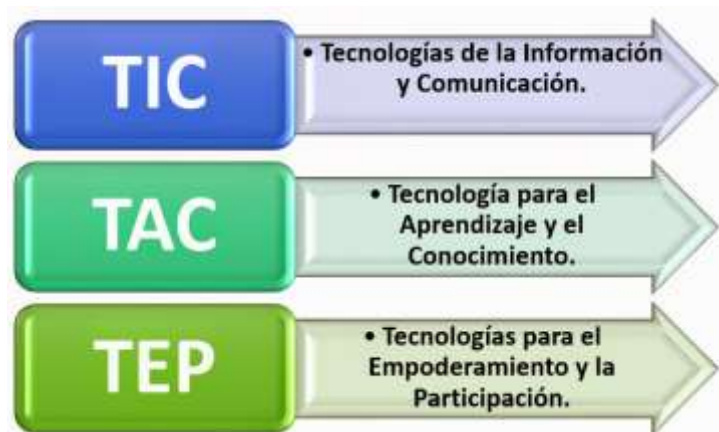 TIC
• Tecnologías de la Información
y Comunicación.
TAC
• Tecnología para el
Aprendizaje y el
Conocimiento.
TEP
• Tecnologías para el
Empoderamiento y la
Participación.